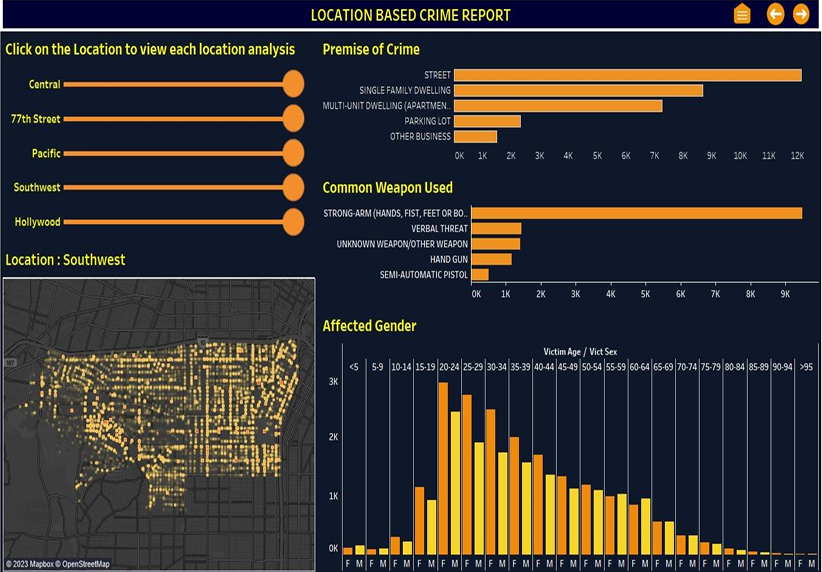 LOCATION BASED CRIME REPORT
Click on the Location to view each location analysis
Central
77th Street
Pacific
Southwest
Hollywood
Location : Southwest
© 2023 Mapbox © OpenStreetMap
Premise of Crime
STREET
SINGLE FAMILY DWELLING
MULTI-UNIT DWELLING (APARTMEN..
PARKING LOT
OTHER BUSINESS
0K 1K 2K 3K 4K 5K 6K 7K 8K 9K 10K 11K 12K
Common Weapon Used
STRONG-ARM (HANDS, FIST, FEET OR BO..
VERBAL THREAT
UNKNOWN WEAPON/OTHER WEAPON
HAND GUN
SEMI-AUTOMATIC PISTOL
0K 1K 2K 3K 4K 5K 6K 7K 8K 9K
Affected Gender
Victim Age / Vict Sex
<5 5-9 10-14 15-19 20-24 25-29 30-34 35-39 40-44 45-49 50-54 55-59 60-64 65-69 70-74 75-79 80-84 85-89 90-94 >95
3K
2K
1K
0K
F M F M F M F M F M F M F M F M F M F M F M F M F M F M F M F M F M F M F M F M